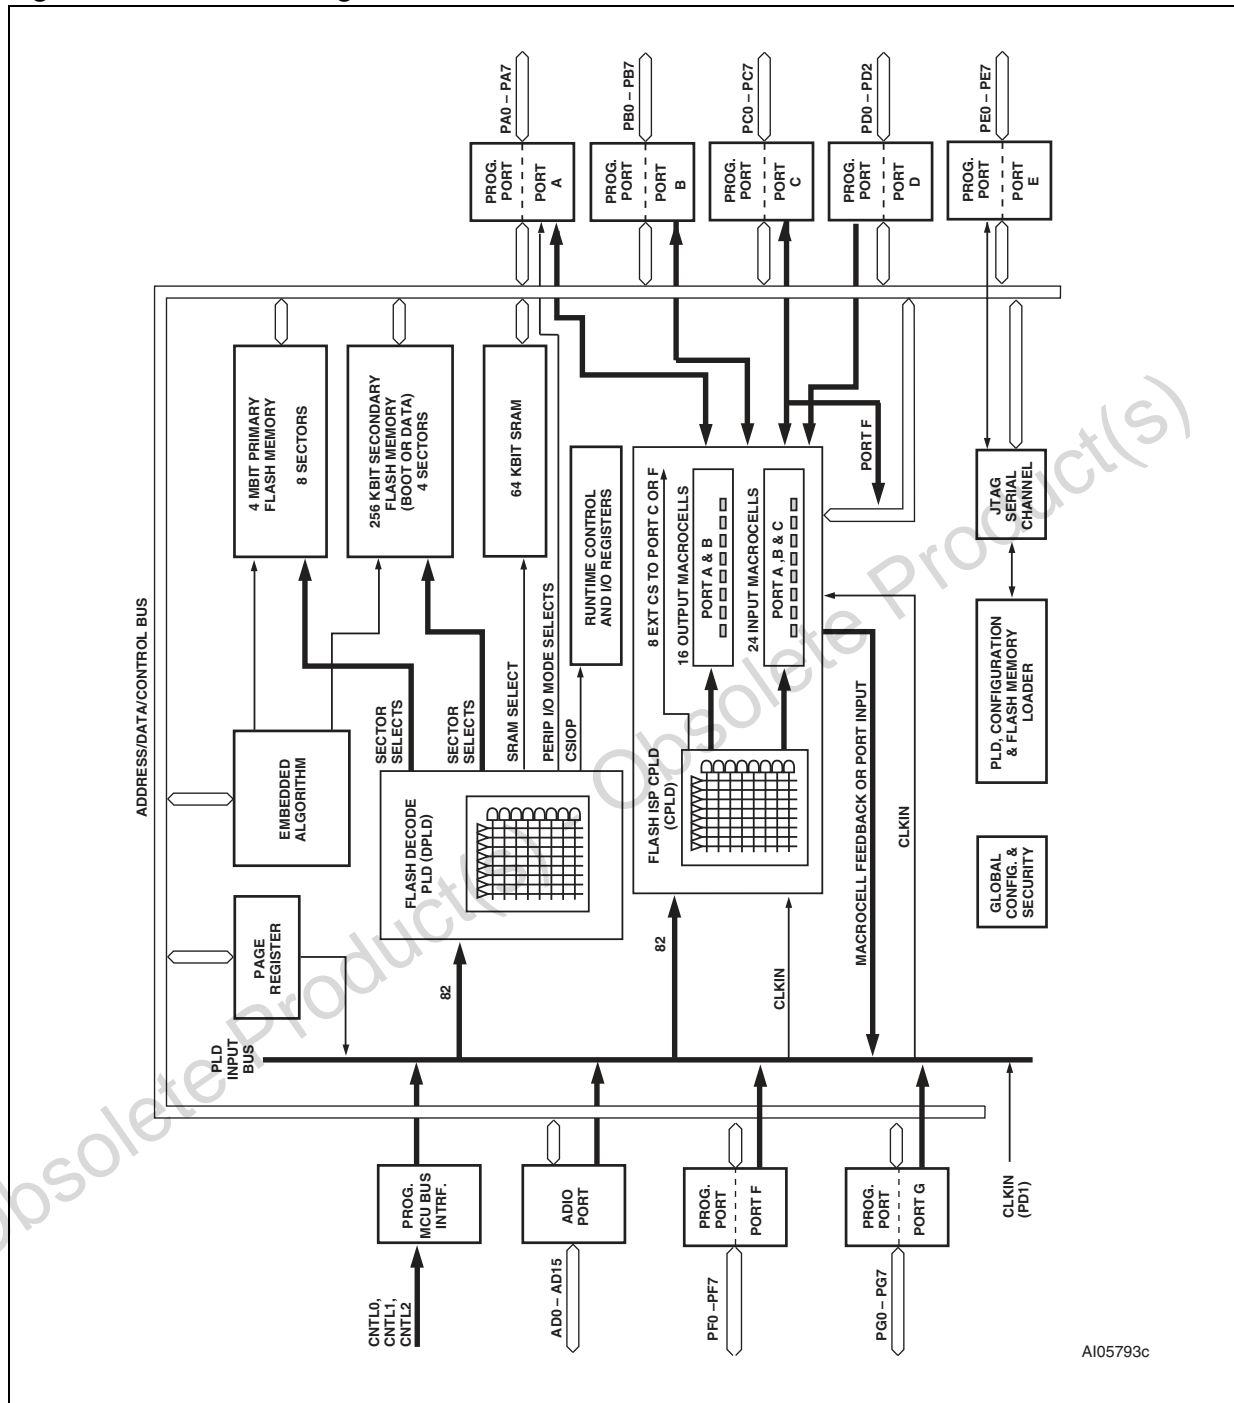 PA0 – PA7
PB0 – PB7
PC0 – PC7
PD0 – PD2
PE0 – PE7
PROG.
PORT
PORT
A
PROG.
PORT
PORT
B
PROG.
PORT
PORT
C
PROG.
PORT
PORT
D
PROG.
PORT
PORT
E
ADDRESS/DATA/CONTROL BUS
4 MBIT PRIMARY
FLASH MEMORY
8 SECTORS
256 KBIT SECONDARY
FLASH MEMORY
(BOOT OR DATA)
4 SECTORS
64 KBIT SRAM
RUNTIME CONTROL
AND I/O REGISTERS
SECTOR
SELECTS
SECTOR
SELECTS
SRAM SELECT
PERIP I/O MODE SELECTS
CSIOP
8 EXT CS TO PORT C OR F
16 OUTPUT MACROCELLS
PORT A & B
24 INPUT MACROCELLS
PORT A ,B & C
PORT F
JTAG
SERIAL
CHANNEL
EMBEDDED
ALGORITHM
FLASH DECODE
PLD (DPLD)
FLASH ISP CPLD
(CPLD)
MACROCELL FEEDBACK OR PORT INPUT
CLKIN
PLD, CONFIGURATION
& FLASH MEMORY
LOADER
PAGE
REGISTER
82
82
CLKIN
GLOBAL
CONFIG. &
SECURITY
PLD
INPUT
BUS
PROG.
MCU BUS
INTRF.
ADIO
PORT
PROG.
PORT
PORT F
PROG.
PORT
PORT G
CLKIN
(PD1)
CNTL0,
CNTL1,
CNTL2
AD0 – AD15
PF0 –PF7
PG0 – PG7
AI05793c
Obsolete Product(s) - Obsolete Product(s)